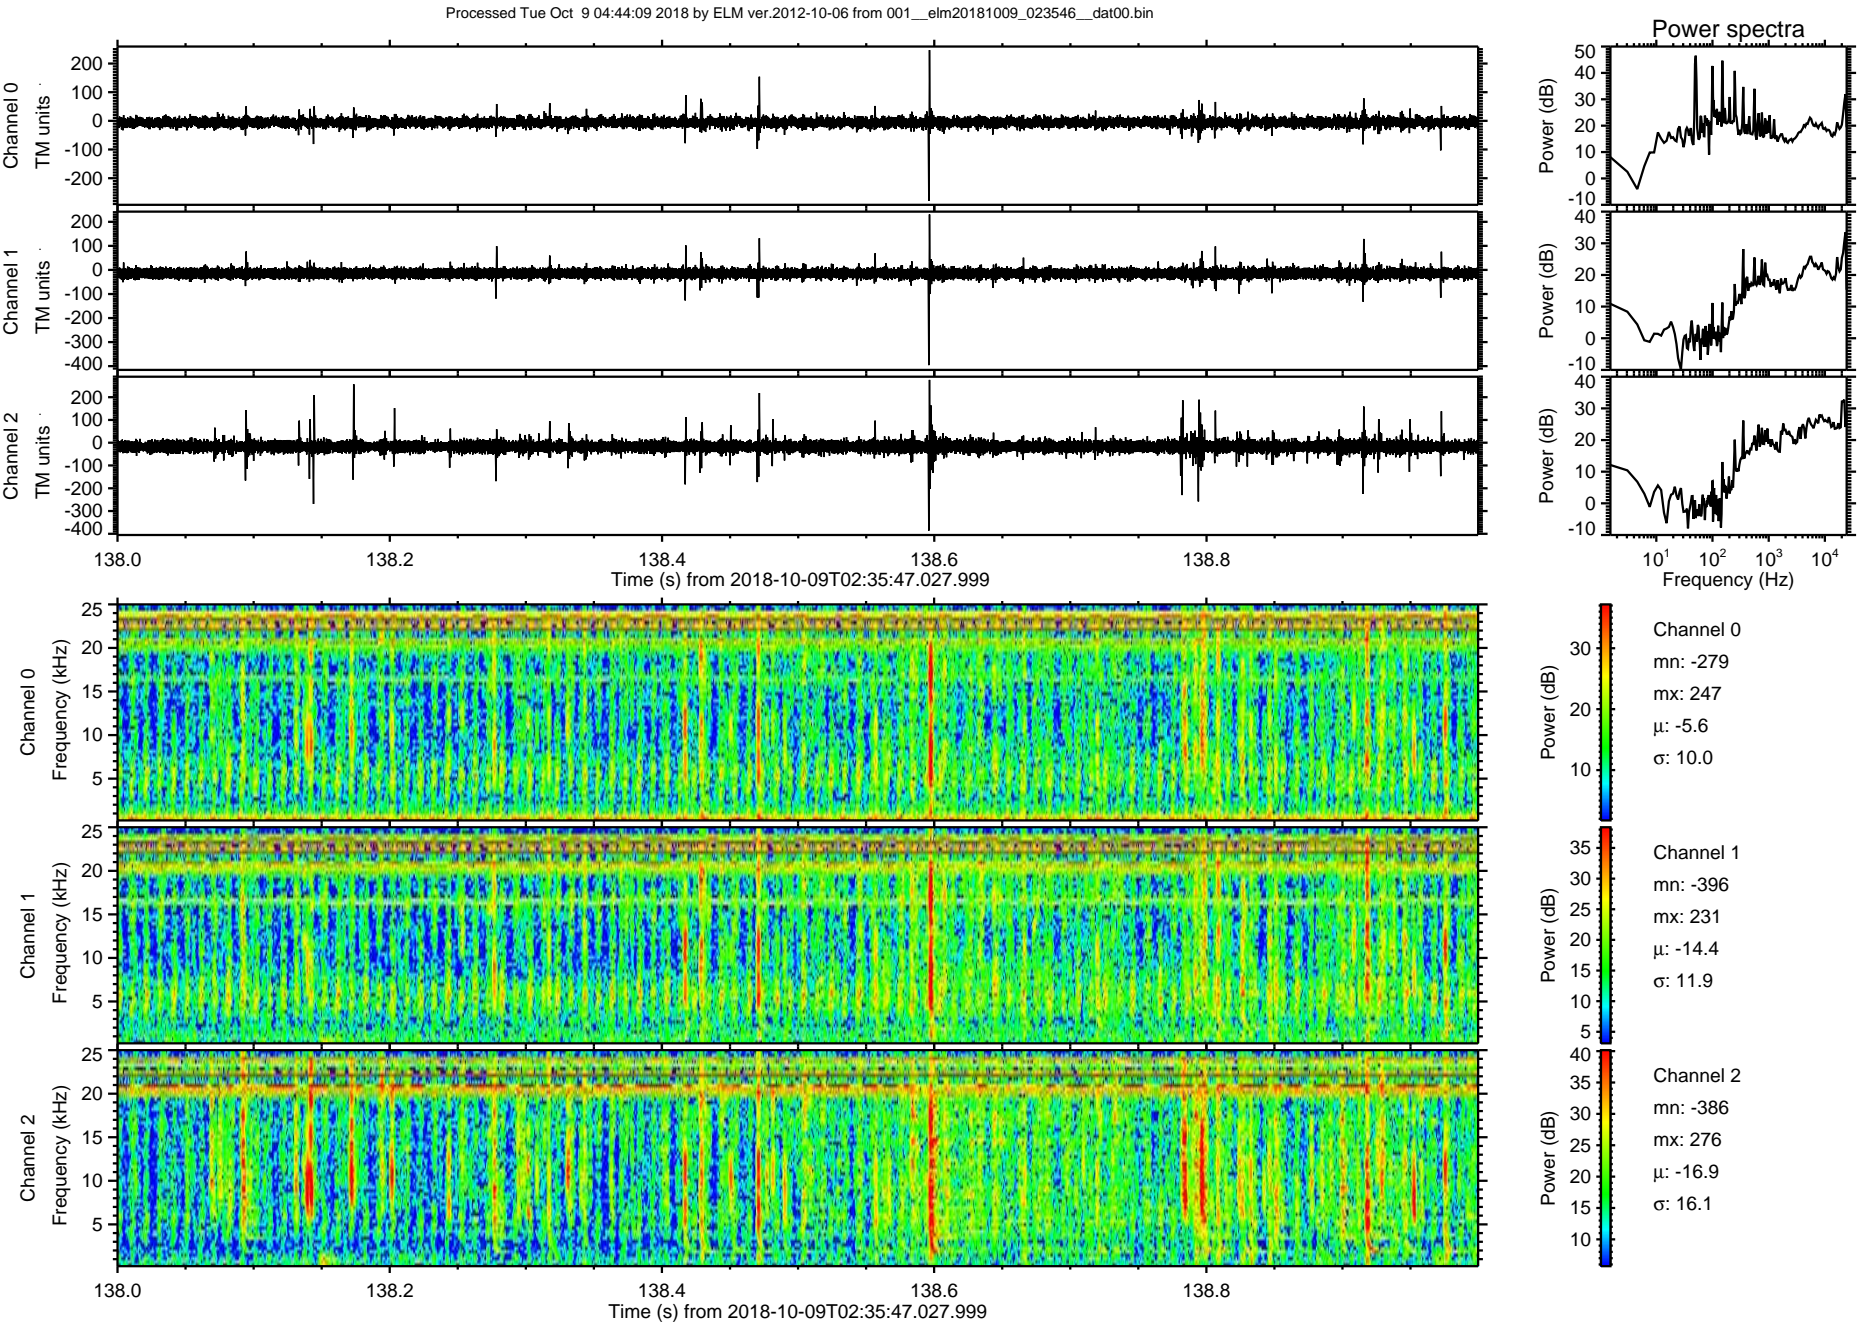 Processed Tue Oct  9 04:44:09 2018 by ELM ver.2012-10-06 from 001__elm20181009_023546__dat00.bin
Power spectra
Channel 0
TM units
200
100
0
-100
-200
Power (dB)
50
40
30
20
10
0
-10
Channel 1
TM units
200
100
0
-100
-200
-300
-400
Power (dB)
40
30
20
10
0
-10
Channel 2
TM units
200
100
0
-100
-200
-300
-400
Power (dB)
40
30
20
10
0
-10
138.0 138.2 138.4 138.6 138.8
Time (s) from 2018-10-09T02:35:47.027.999
10^1 10^2 10^3 10^4
Frequency (Hz)
Channel 0
Frequency (kHz)
25
20
15
10
5
Power (dB)
30
20
10
Channel 0
mn: -279
mx: 247
μ: -5.6
σ: 10.0
Channel 1
Frequency (kHz)
25
20
15
10
5
Power (dB)
35
30
25
20
15
10
5
Channel 1
mn: -396
mx: 231
μ: -14.4
σ: 11.9
Channel 2
Frequency (kHz)
25
20
15
10
5
Power (dB)
40
35
30
25
20
15
10
Channel 2
mn: -386
mx: 276
μ: -16.9
σ: 16.1
138.0 138.2 138.4 138.6 138.8
Time (s) from 2018-10-09T02:35:47.027.999